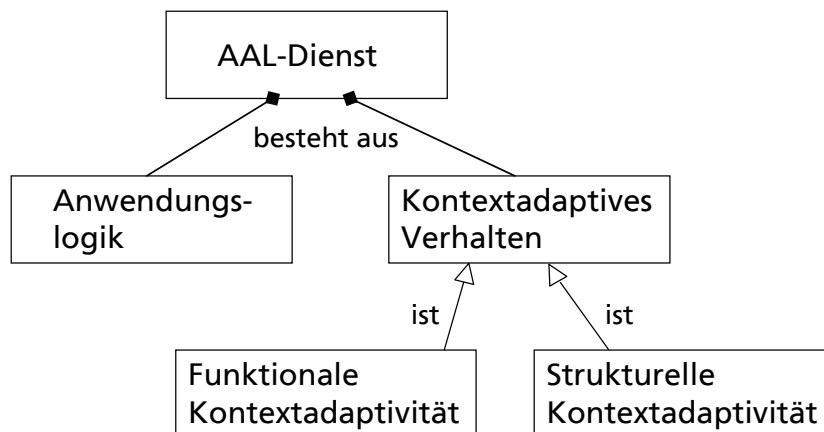 AAL-Dienst
besteht aus
Anwendungs-
logik
Kontextadaptives
Verhalten
ist
ist
Funktionale
Kontextadaptivität
Strukturelle
Kontextadaptivität